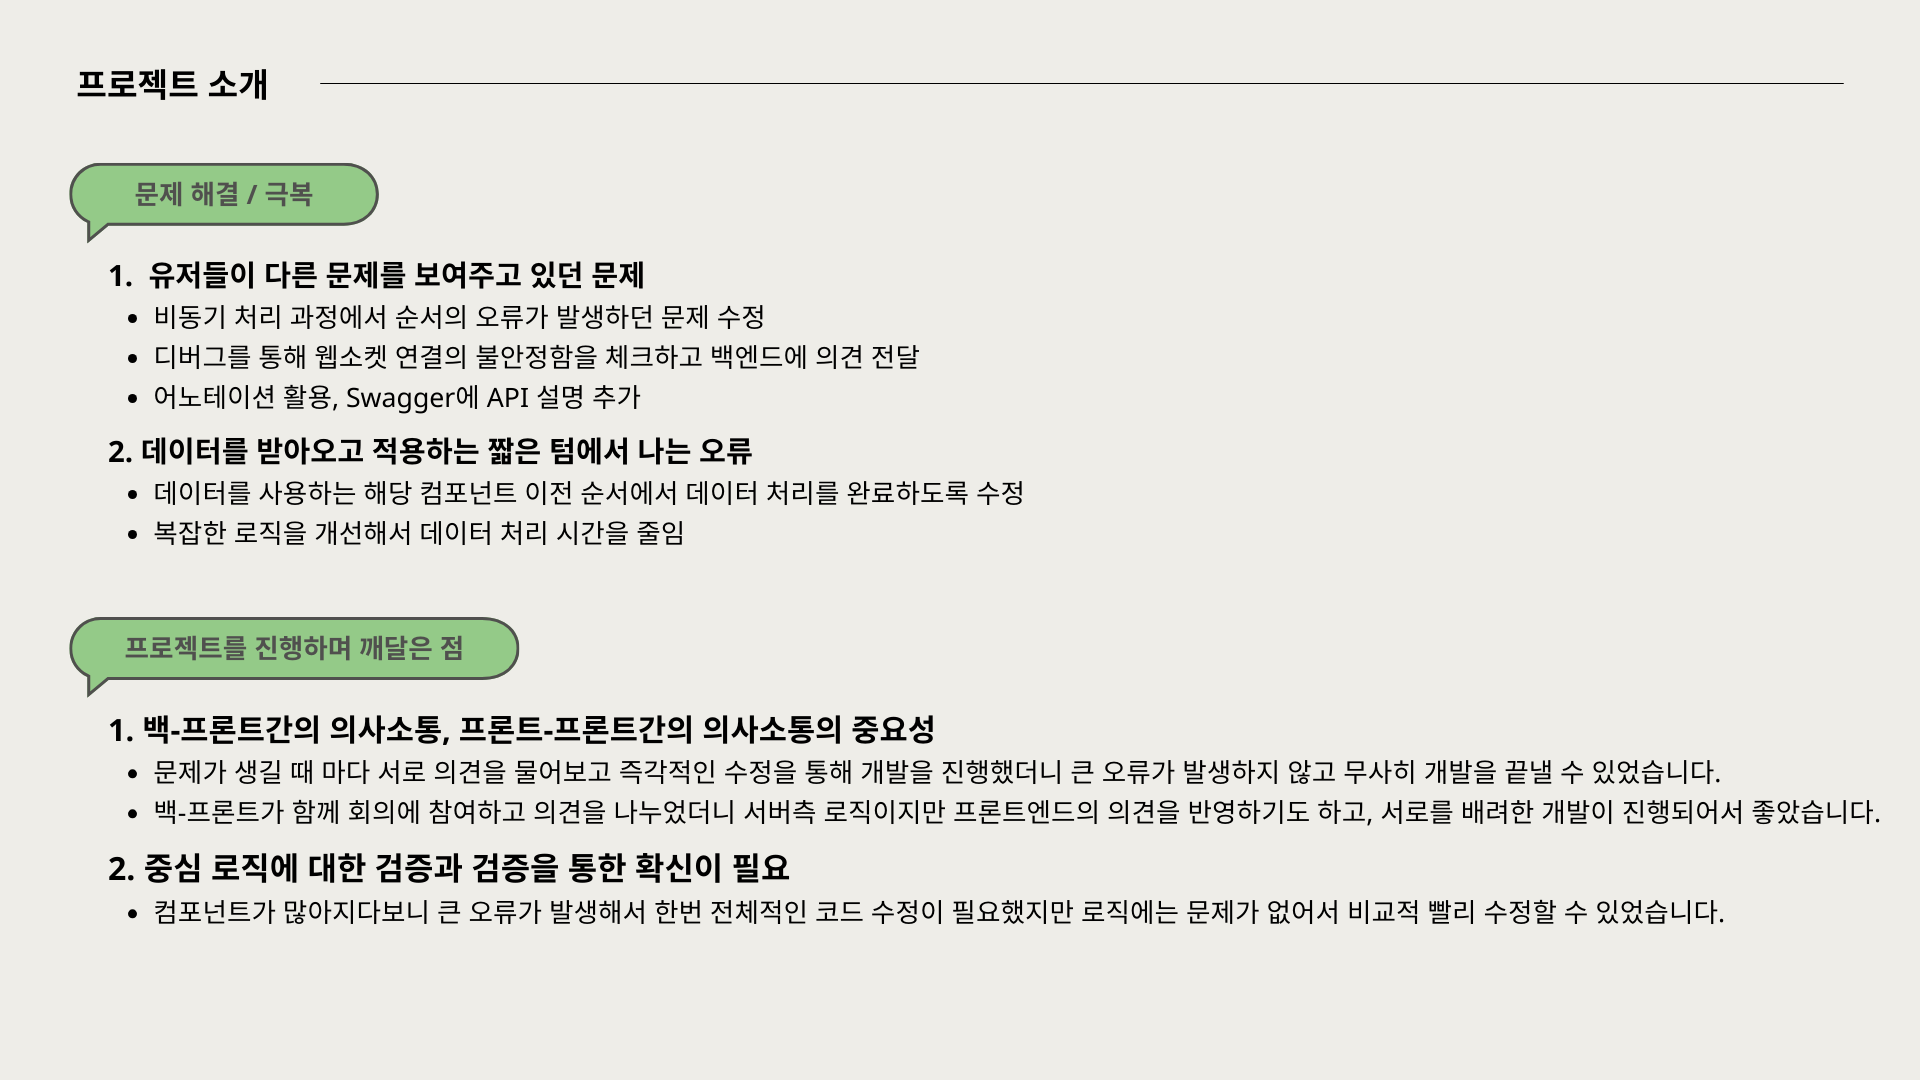 프로젝트 소개
문제 해결 / 극복
1. 유저들이 다른 문제를 보여주고 있던 문제
• 비동기 처리 과정에서 순서의 오류가 발생하던 문제 수정
• 디버그를 통해 웹소켓 연결의 불안정함을 체크하고 백엔드에 의견 전달
• 어노테이션 활용, Swagger에 API 설명 추가
2. 데이터를 받아오고 적용하는 짧은 텀에서 나는 오류
• 데이터를 사용하는 해당 컴포넌트 이전 순서에서 데이터 처리를 완료하도록 수정
• 복잡한 로직을 개선해서 데이터 처리 시간을 줄임
프로젝트를 진행하며 깨달은 점
1. 백-프론트간의 의사소통, 프론트-프론트간의 의사소통의 중요성
• 문제가 생길 때 마다 서로 의견을 물어보고 즉각적인 수정을 통해 개발을 진행했더니 큰 오류가 발생하지 않고 무사히 개발을 끝낼 수 있었습니다.
• 백-프론트가 함께 회의에 참여하고 의견을 나누었더니 서버측 로직이지만 프론트엔드의 의견을 반영하기도 하고, 서로를 배려한 개발이 진행되어서 좋았습니다.
2. 중심 로직에 대한 검증과 검증을 통한 확신이 필요
• 컴포넌트가 많아지다보니 큰 오류가 발생해서 한번 전체적인 코드 수정이 필요했지만 로직에는 문제가 없어서 비교적 빨리 수정할 수 있었습니다.